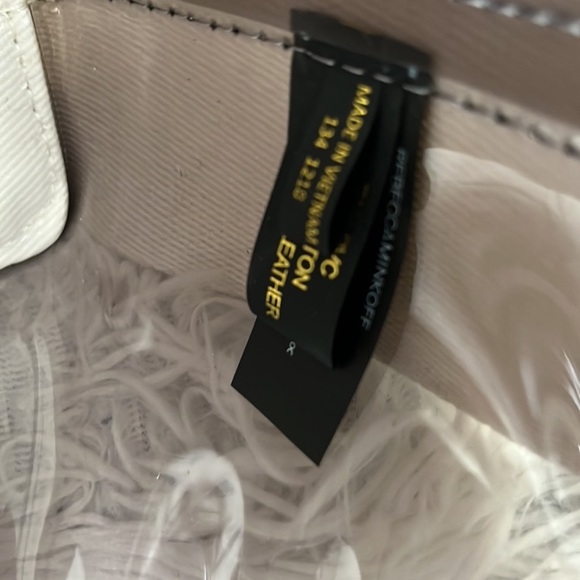 MADE IN VIETNAM
134 1218
TON
EATHER
#REBECCAMINKOFF